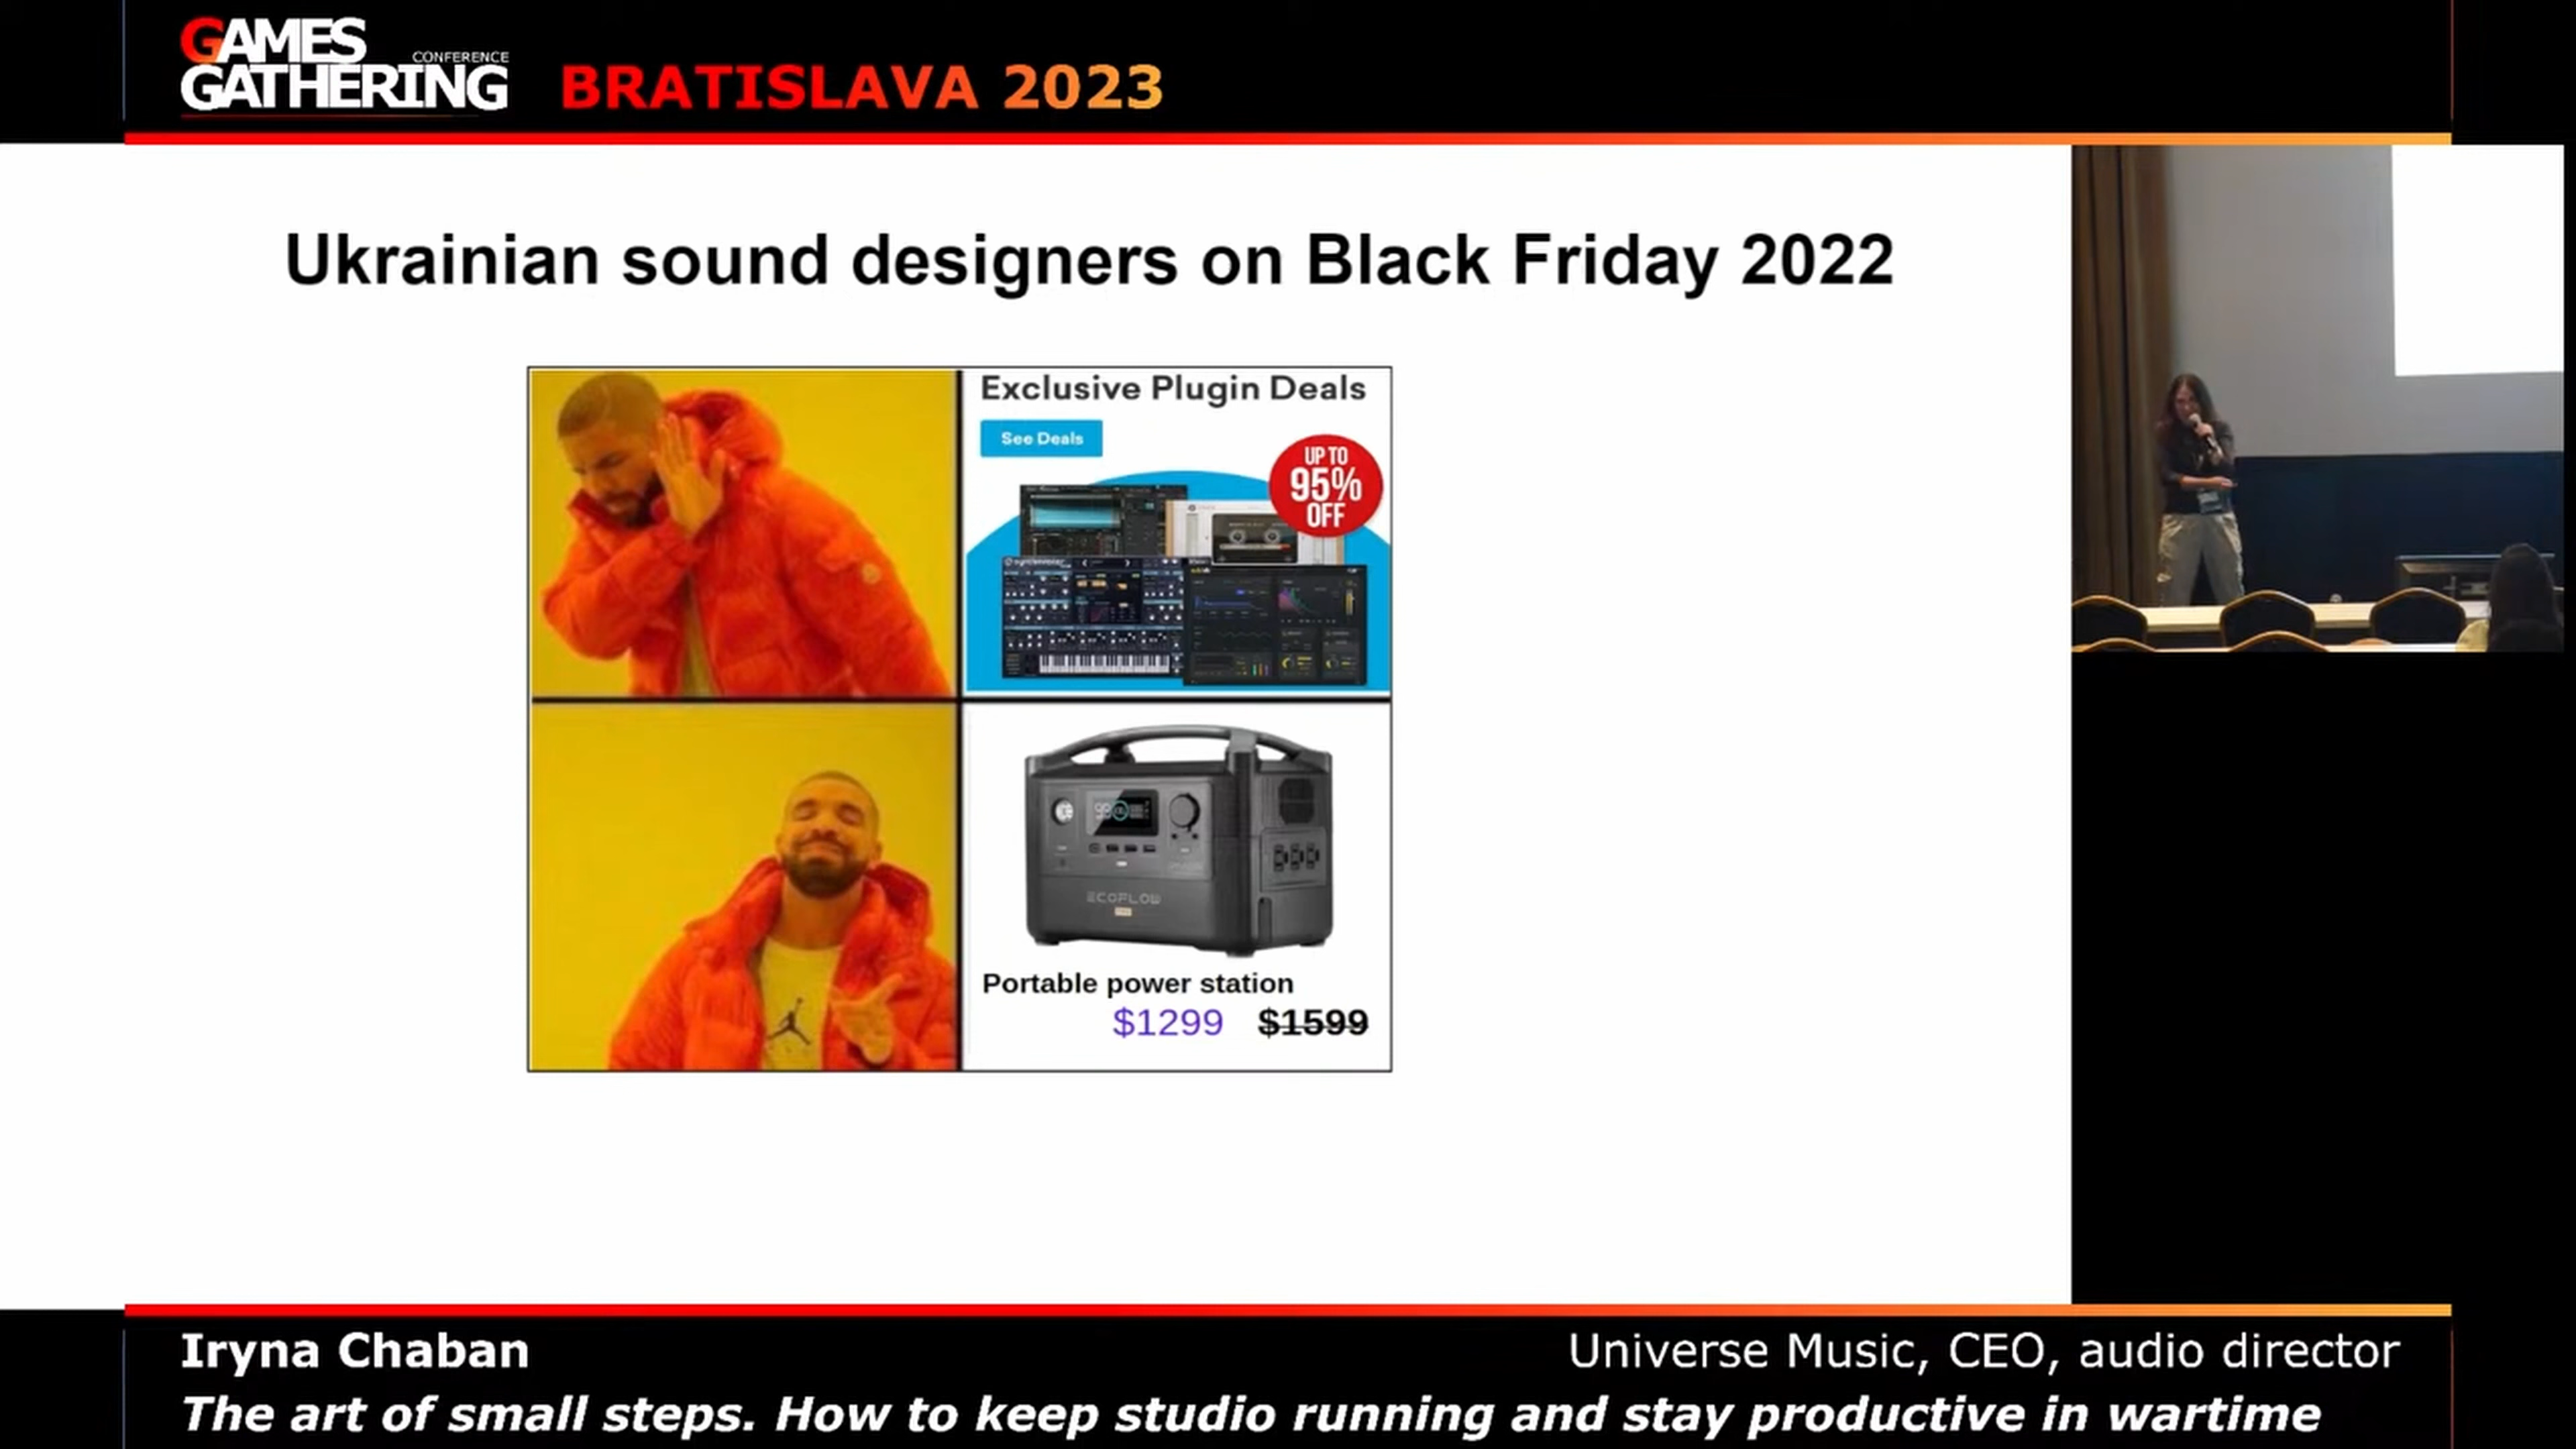 GAMES
CONFERENCE
GATHERING
BRATISLAVA 2023
Ukrainian sound designers on Black Friday 2022
Exclusive Plugin Deals
See Deals
UP TO
95%
OFF
ECOFLOW
Portable power station
$1299 $1599
Iryna Chaban
Universe Music, CEO, audio director
The art of small steps. How to keep studio running and stay productive in wartime